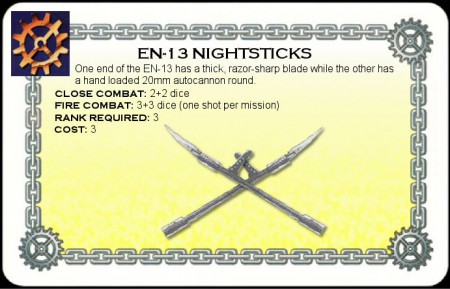 EN-13 NIGHTSTICKS
One end of the EN-13 has a thick, razor-sharp blade while the other has
a hand loaded 20mm autocannon round.
CLOSE COMBAT: 2+2 dice
FIRE COMBAT: 3+3 dice (one shot per mission)
RANK REQUIRED: 3
COST: 3